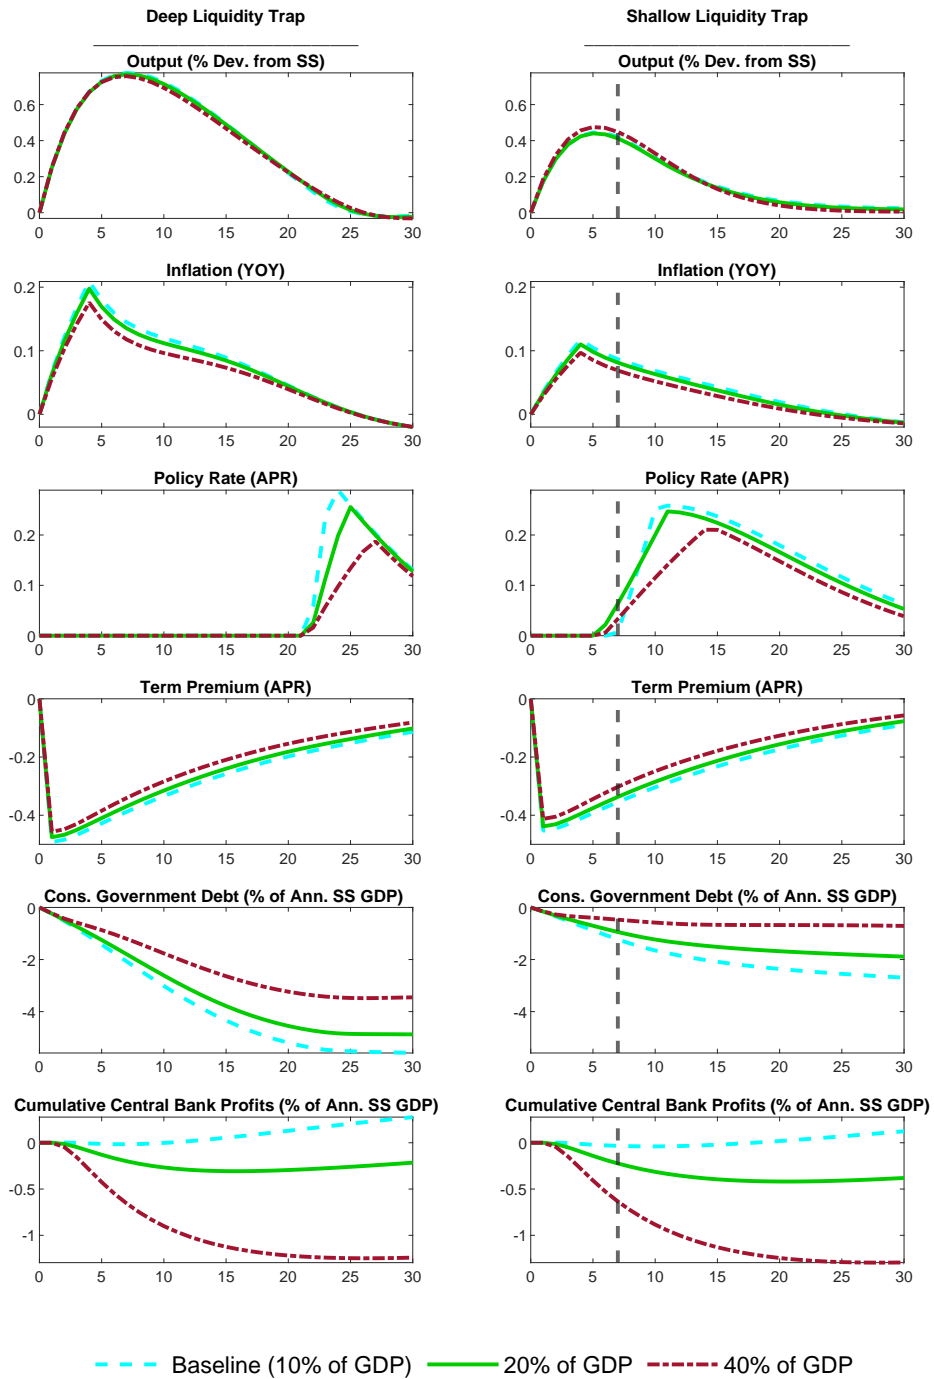 Deep Liquidity Trap
Shallow Liquidity Trap
Output (% Dev. from SS)
0.6
0.4
0.2
0
0 5 10 15 20 25 30
Output (% Dev. from SS)
0.6
0.4
0.2
0
0 5 10 15 20 25 30
Inflation (YOY)
0.2
0.1
0
0 5 10 15 20 25 30
Inflation (YOY)
0.2
0.1
0
0 5 10 15 20 25 30
Policy Rate (APR)
0.2
0.1
0
0 5 10 15 20 25 30
Policy Rate (APR)
0.2
0.1
0
0 5 10 15 20 25 30
Term Premium (APR)
0
-0.2
-0.4
0 5 10 15 20 25 30
Term Premium (APR)
0
-0.2
-0.4
0 5 10 15 20 25 30
Cons. Government Debt (% of Ann. SS GDP)
0
-2
-4
0 5 10 15 20 25 30
Cons. Government Debt (% of Ann. SS GDP)
0
-2
-4
0 5 10 15 20 25 30
Cumulative Central Bank Profits (% of Ann. SS GDP)
0
-0.5
-1
0 5 10 15 20 25 30
Cumulative Central Bank Profits (% of Ann. SS GDP)
0
-0.5
-1
0 5 10 15 20 25 30
Baseline (10% of GDP) 20% of GDP 40% of GDP